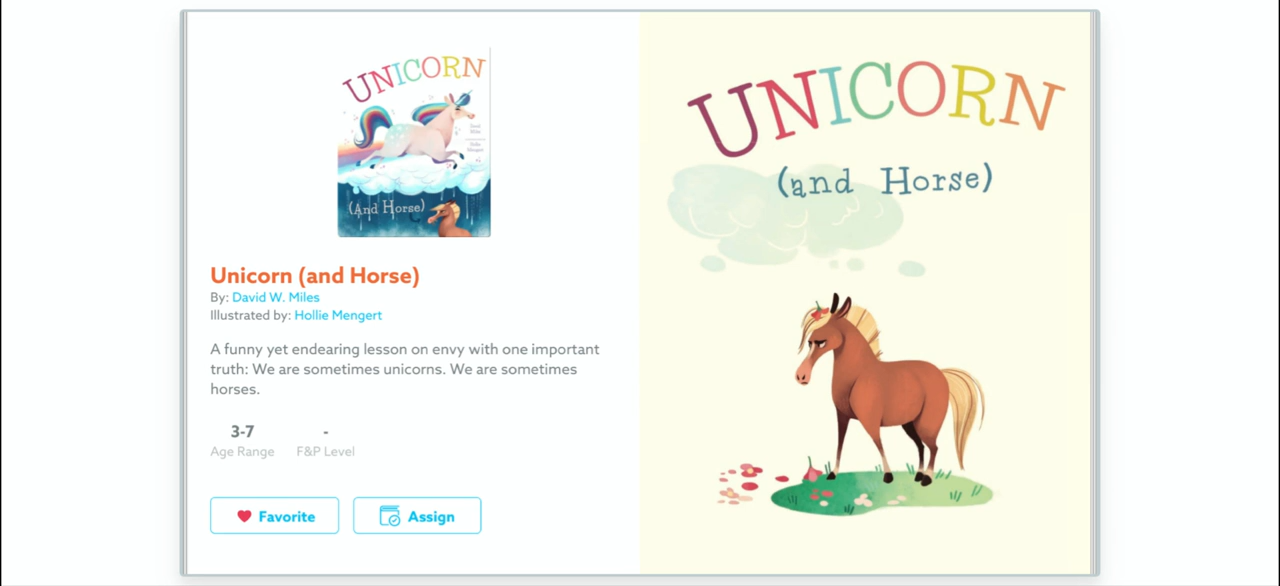 UNICORN
(And Horse)
Unicorn (and Horse)
By: David W. Miles
Illustrated by: Hollie Mengert
A funny yet endearing lesson on envy with one important
truth: We are sometimes unicorns. We are sometimes
horses.
3-7 -
Age Range F&P Level
Favorite Assign
UNICORN
(and Horse)